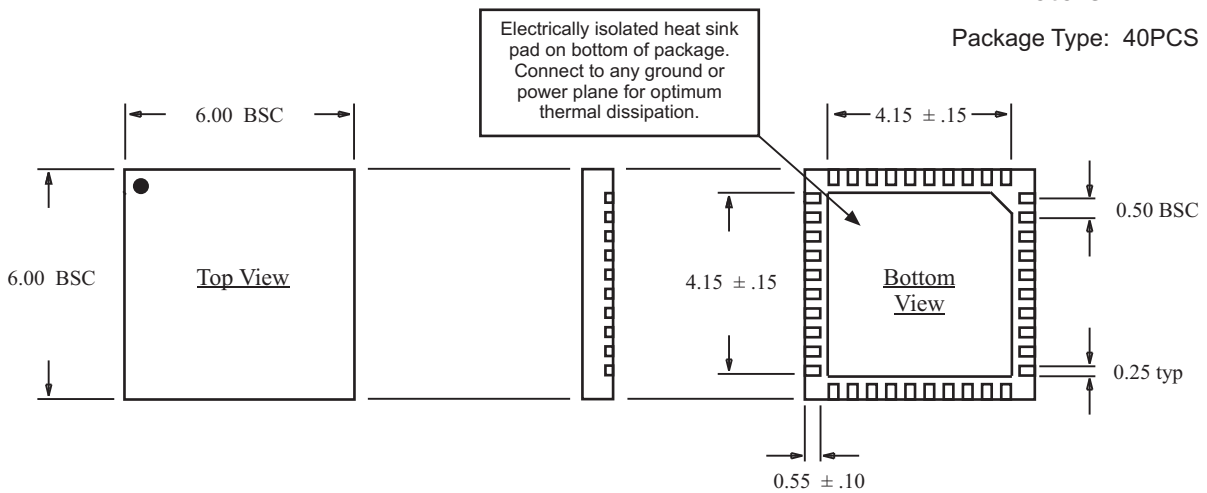 Package Type: 40PCS
Electrically isolated heat sink
pad on bottom of package.
Connect to any ground or
power plane for optimum
thermal dissipation.
6.00 BSC
4.15 ± .15
0.50 BSC
6.00 BSC
Top View
4.15 ± .15
Bottom
View
0.25 typ
0.55 ± .10